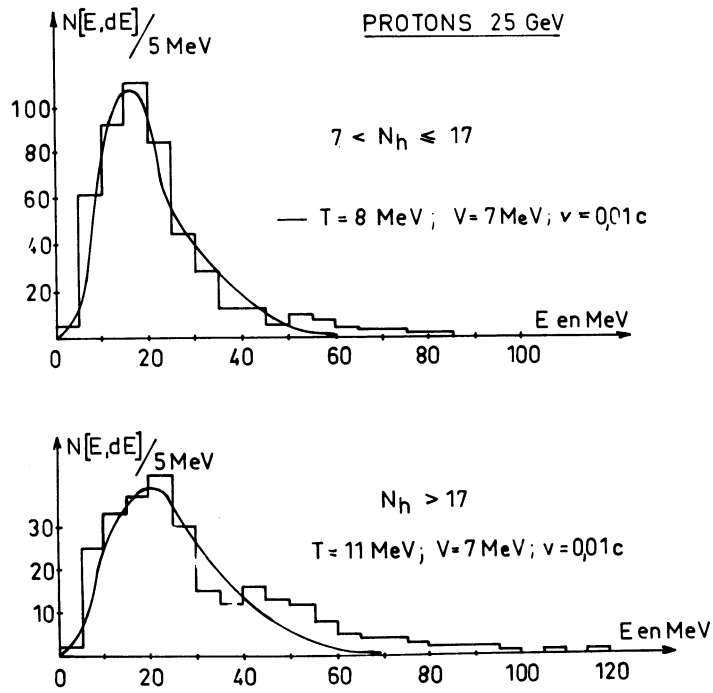 N[E,dE]/5 MeV
PROTONS 25 GeV
100
80
60
40
20
7 < Nh ⩽ 17
— T = 8 MeV ; V = 7 MeV ; v = 0,01 c
E en MeV
0 20 40 60 80 100
N[E,dE]/5 MeV
30
20
10
Nh > 17
T = 11 MeV ; V = 7 MeV ; v = 0,01 c
E en MeV
0 20 40 60 80 100 120